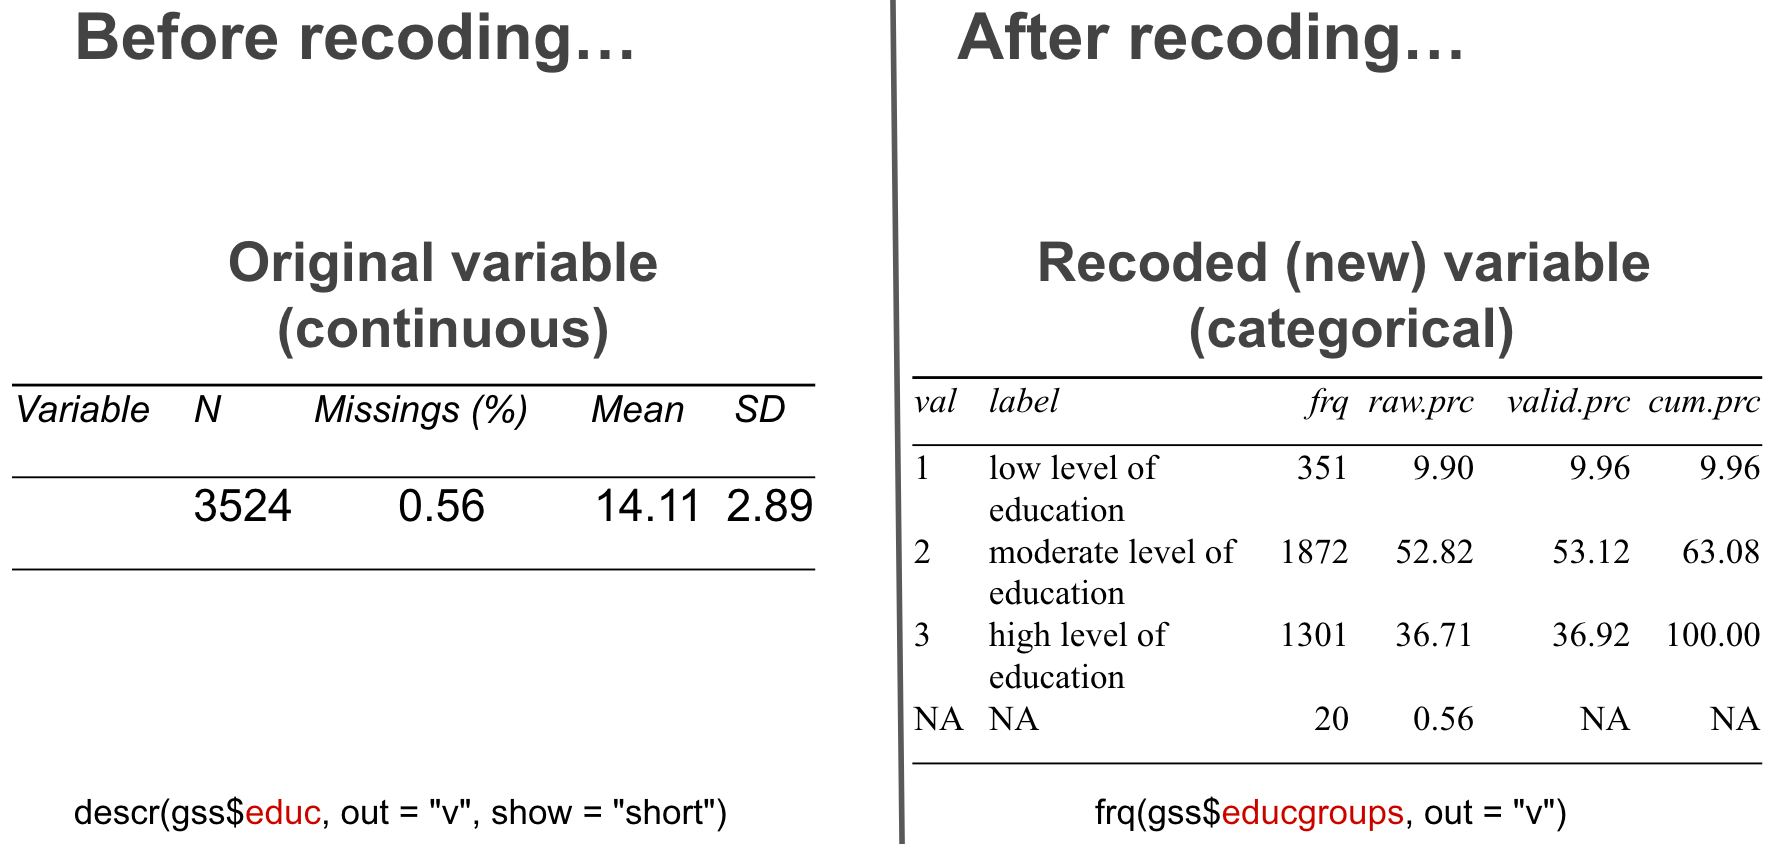 Before recoding…
Original variable
(continuous)
Variable N Missings (%) Mean SD
3524 0.56 14.11 2.89
descr(gss$educ, out = "v", show = "short")
After recoding…
Recoded (new) variable
(categorical)
val label frq raw.prc valid.prc cum.prc
1 low level of 351 9.90 9.96 9.96
education
2 moderate level of 1872 52.82 53.12 63.08
education
3 high level of 1301 36.71 36.92 100.00
education
NA NA 20 0.56 NA NA
frq(gss$educgroups, out = "v")